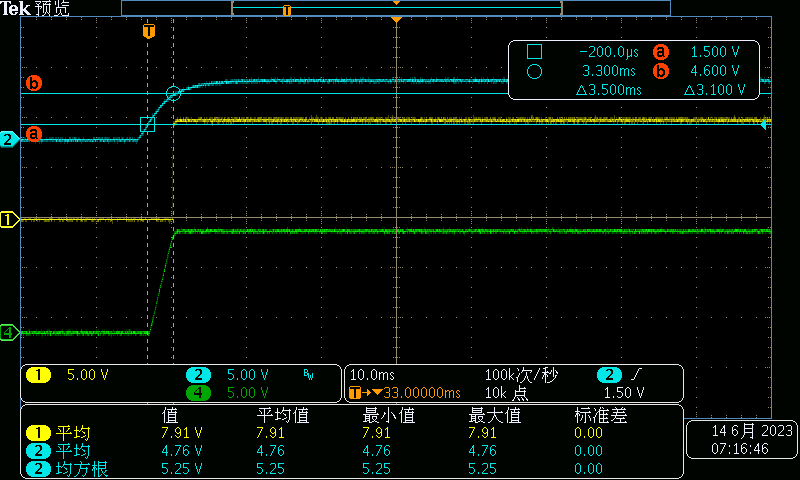 Tek 预览
T
T
-200.0µs a 1.500 V
3.300ms b 4.600 V
△3.500ms △3.100 V
b
a
2
1
4
1 5.00 V 2 5.00 V BW
4 5.00 V
10.0ms 100k次/秒 2
T→▼33.00000ms 10k 点 1.50 V
值 平均值 最小值 最大值 标准差
1 平均 7.91 V 7.91 7.91 7.91 0.00
2 平均 4.76 V 4.76 4.76 4.76 0.00
2 均方根 5.25 V 5.25 5.25 5.25 0.00
14 6月 2023
07:16:46